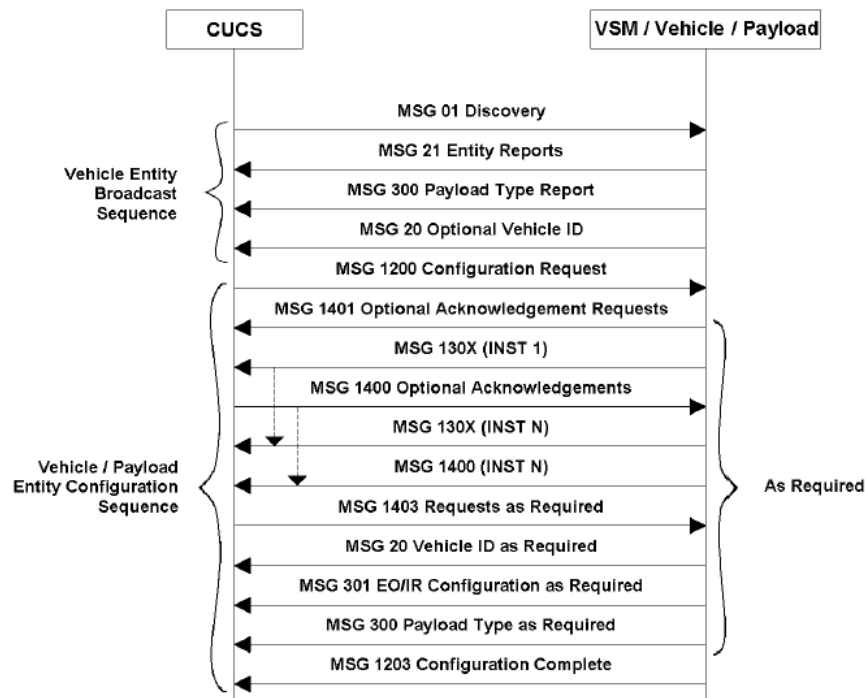 CUCS
VSM / Vehicle / Payload
MSG 01 Discovery
MSG 21 Entity Reports
Vehicle Entity
Broadcast
Sequence
MSG 300 Payload Type Report
MSG 20 Optional Vehicle ID
MSG 1200 Configuration Request
MSG 1401 Optional Acknowledgement Requests
MSG 130X (INST 1)
MSG 1400 Optional Acknowledgements
MSG 130X (INST N)
Vehicle / Payload
Entity Configuration
Sequence
MSG 1400 (INST N)
As Required
MSG 1403 Requests as Required
MSG 20 Vehicle ID as Required
MSG 301 EO/IR Configuration as Required
MSG 300 Payload Type as Required
MSG 1203 Configuration Complete